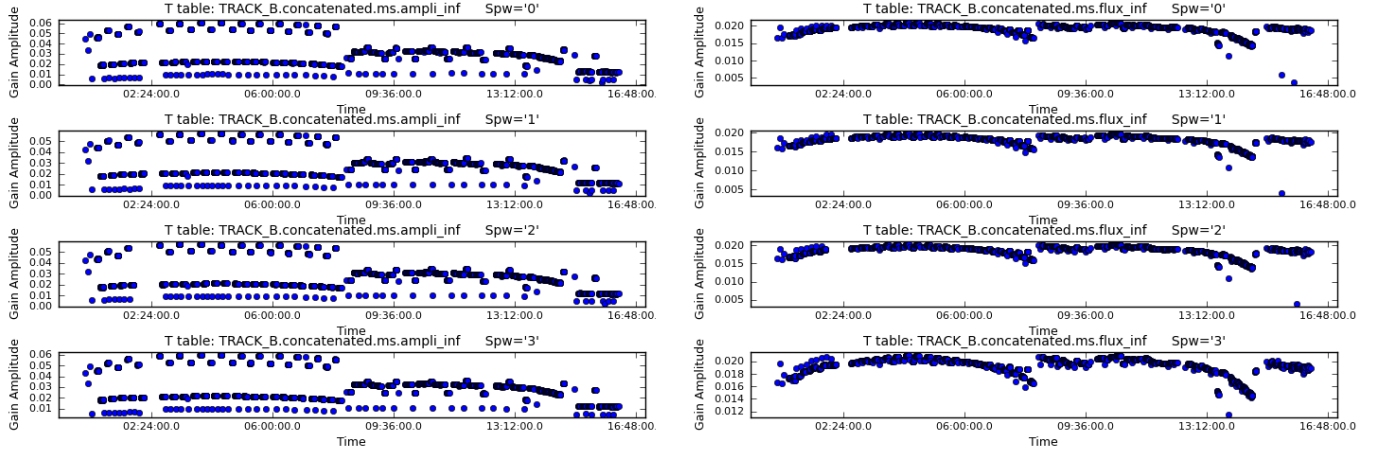 T table: TRACK_B.concatenated.ms.ampli_inf Spw='0'
Gain Amplitude
0.06
0.05
0.04
0.03
0.02
0.01
0.00
02:24:00.0 06:00:00.0 09:36:00.0 13:12:00.0 16:48:00.
Time
T table: TRACK_B.concatenated.ms.ampli_inf Spw='1'
Gain Amplitude
0.05
0.04
0.03
0.02
0.01
0.00
02:24:00.0 06:00:00.0 09:36:00.0 13:12:00.0 16:48:00.
Time
T table: TRACK_B.concatenated.ms.ampli_inf Spw='2'
Gain Amplitude
0.05
0.04
0.03
0.02
0.01
0.00
02:24:00.0 06:00:00.0 09:36:00.0 13:12:00.0 16:48:00.
Time
T table: TRACK_B.concatenated.ms.ampli_inf Spw='3'
Gain Amplitude
0.06
0.05
0.04
0.03
0.02
0.01
02:24:00.0 06:00:00.0 09:36:00.0 13:12:00.0 16:48:00.
Time
T table: TRACK_B.concatenated.ms.flux_inf Spw='0'
Gain Amplitude
0.020
0.015
0.010
0.005
02:24:00.0 06:00:00.0 09:36:00.0 13:12:00.0 16:48:00.0
Time
T table: TRACK_B.concatenated.ms.flux_inf Spw='1'
Gain Amplitude
0.020
0.015
0.010
0.005
02:24:00.0 06:00:00.0 09:36:00.0 13:12:00.0 16:48:00.0
Time
T table: TRACK_B.concatenated.ms.flux_inf Spw='2'
Gain Amplitude
0.020
0.015
0.010
0.005
02:24:00.0 06:00:00.0 09:36:00.0 13:12:00.0 16:48:00.0
Time
T table: TRACK_B.concatenated.ms.flux_inf Spw='3'
Gain Amplitude
0.020
0.018
0.016
0.014
0.012
02:24:00.0 06:00:00.0 09:36:00.0 13:12:00.0 16:48:00.0
Time